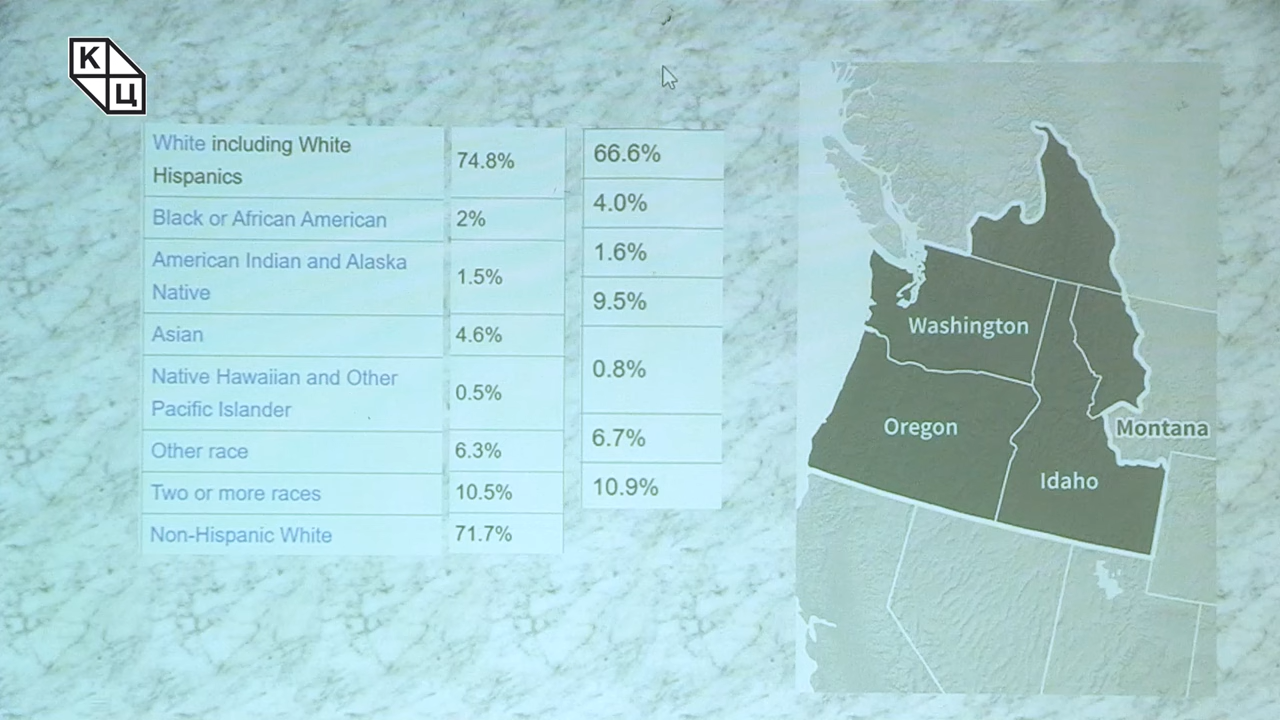 К
Ц
White including White
Hispanics
74.8%
66.6%
Black or African American
2%
4.0%
American Indian and Alaska
Native
1.5%
1.6%
Asian
4.6%
9.5%
Native Hawaiian and Other
Pacific Islander
0.5%
0.8%
Other race
6.3%
6.7%
Two or more races
10.5%
10.9%
Non-Hispanic White
71.7%
Washington
Oregon
Montana
Idaho